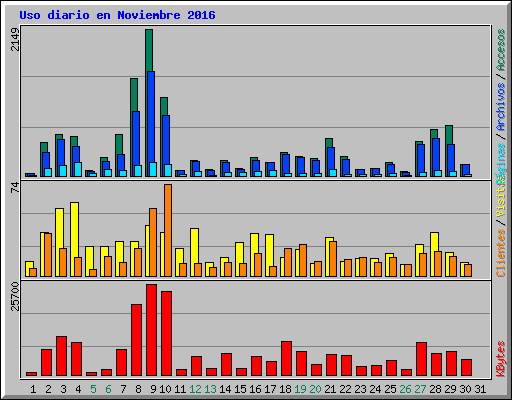 Uso diario en Noviembre 2016
2149
74
25700
Accesos / Archivos / Páginas
Visitas / Clientes
KBytes
1 2 3 4 5 6 7 8 9 10 11 12 13 14 15 16 17 18 19 20 21 22 23 24 25 26 27 28 29 30 31